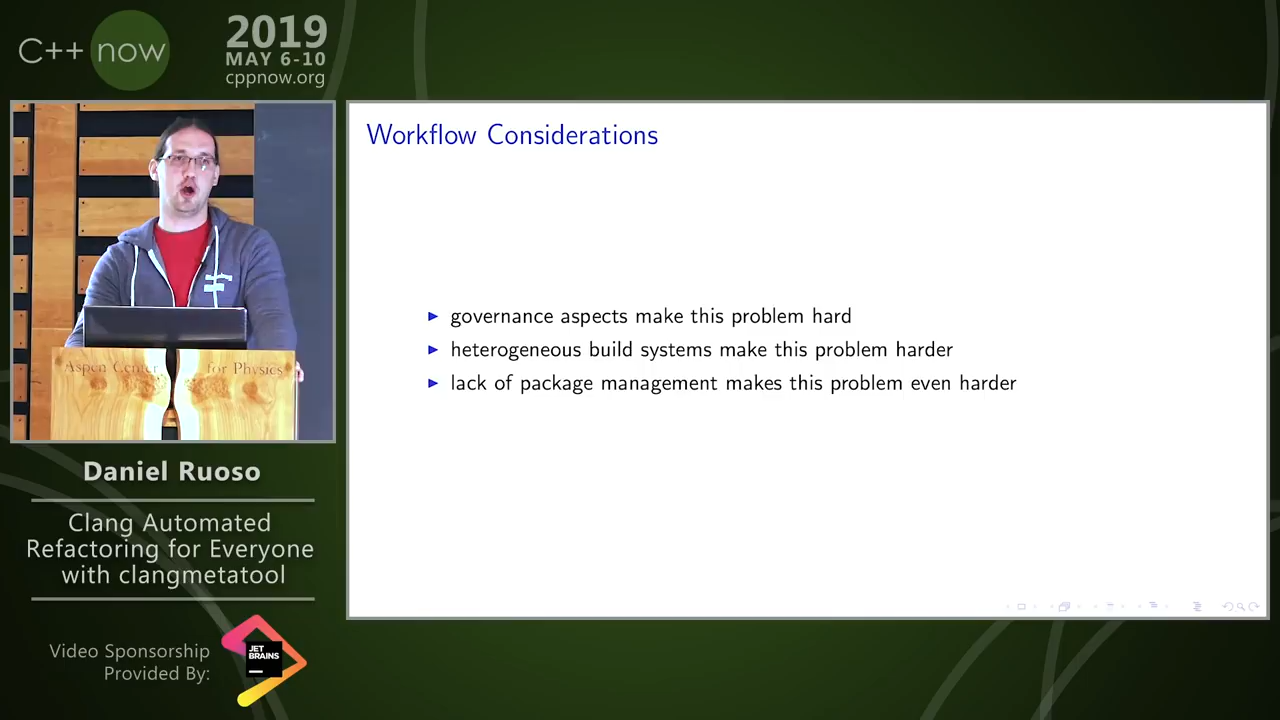 C++ now
2019
MAY 6-10
cppnow.org
Workflow Considerations
governance aspects make this problem hard
heterogeneous build systems make this problem harder
lack of package management makes this problem even harder
Aspen Center for Physics
Daniel Ruoso
Clang Automated
Refactoring for Everyone
with clangmetatool
Video Sponsorship
Provided By:
JET
BRAINS